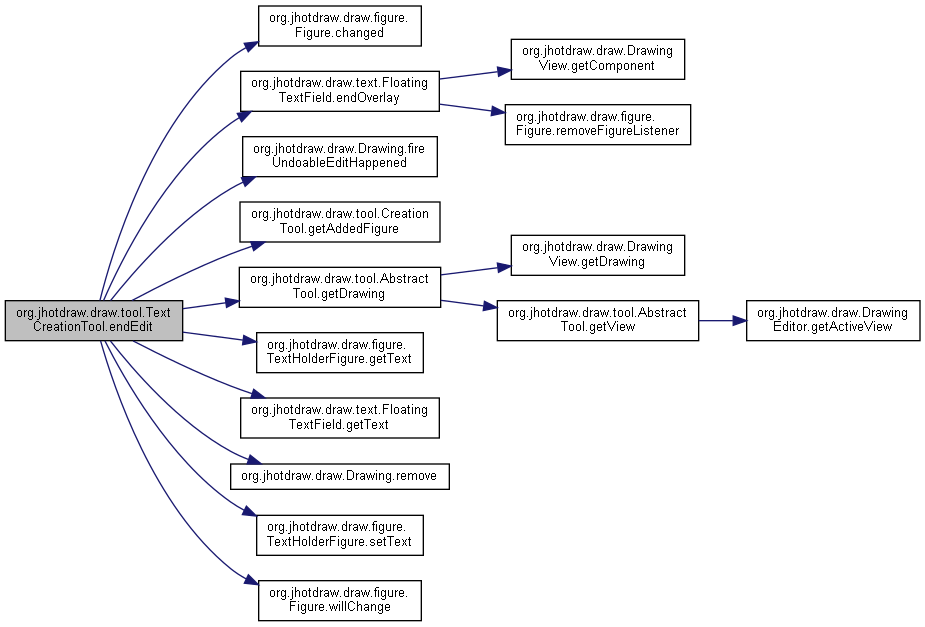 org.jhotdraw.draw.tool.Text
CreationTool.endEdit
org.jhotdraw.draw.figure.
Figure.changed
org.jhotdraw.draw.text.Floating
TextField.endOverlay
org.jhotdraw.draw.Drawing
View.getComponent
org.jhotdraw.draw.figure.
Figure.removeFigureListener
org.jhotdraw.draw.Drawing.fire
UndoableEditHappened
org.jhotdraw.draw.tool.Creation
Tool.getAddedFigure
org.jhotdraw.draw.tool.Abstract
Tool.getDrawing
org.jhotdraw.draw.Drawing
View.getDrawing
org.jhotdraw.draw.tool.Abstract
Tool.getView
org.jhotdraw.draw.Drawing
Editor.getActiveView
org.jhotdraw.draw.figure.
TextHolderFigure.getText
org.jhotdraw.draw.text.Floating
TextField.getText
org.jhotdraw.draw.Drawing.remove
org.jhotdraw.draw.figure.
TextHolderFigure.setText
org.jhotdraw.draw.figure.
Figure.willChange